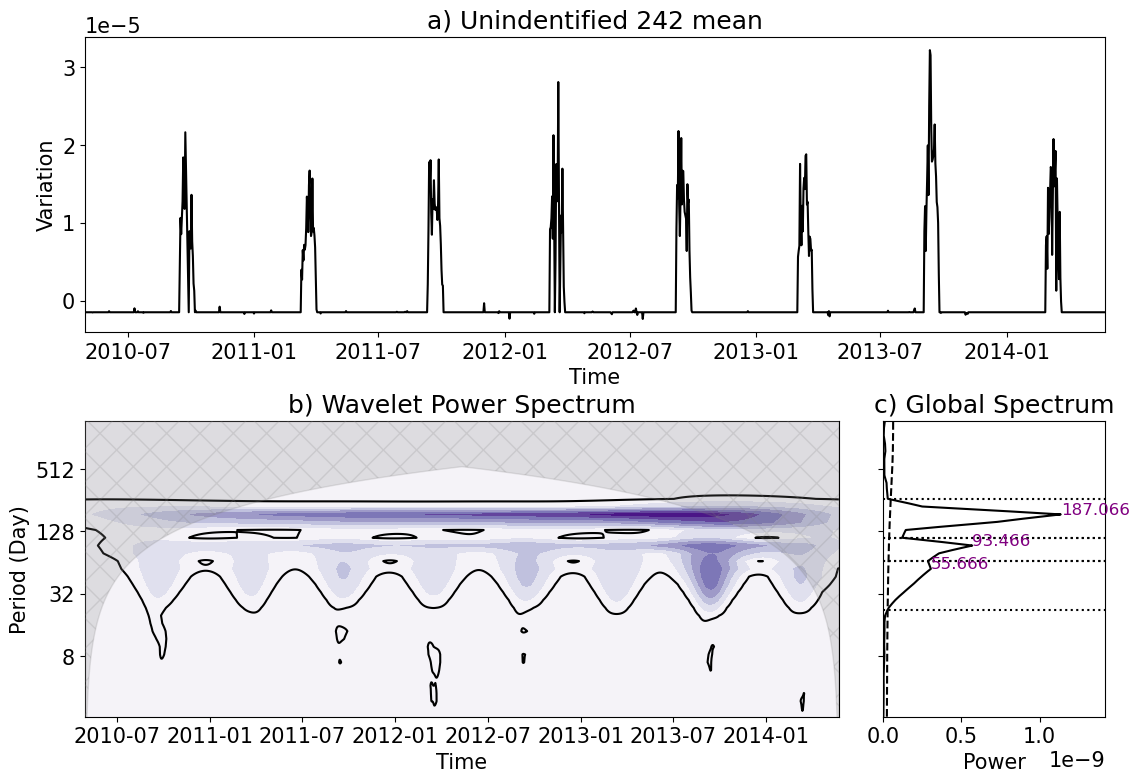 a) Unidentified 242 mean
1e−5
3
2
1
0
Variation
2010-07 2011-01 2011-07 2012-01 2012-07 2013-01 2013-07 2014-01
Time
b) Wavelet Power Spectrum
512
128
32
8
Period (Day)
2010-07 2011-01 2011-07 2012-01 2012-07 2013-01 2013-07 2014-01
Time
c) Global Spectrum
187.066
93.466
55.666
0.0 0.5 1.0
1e−9
Power